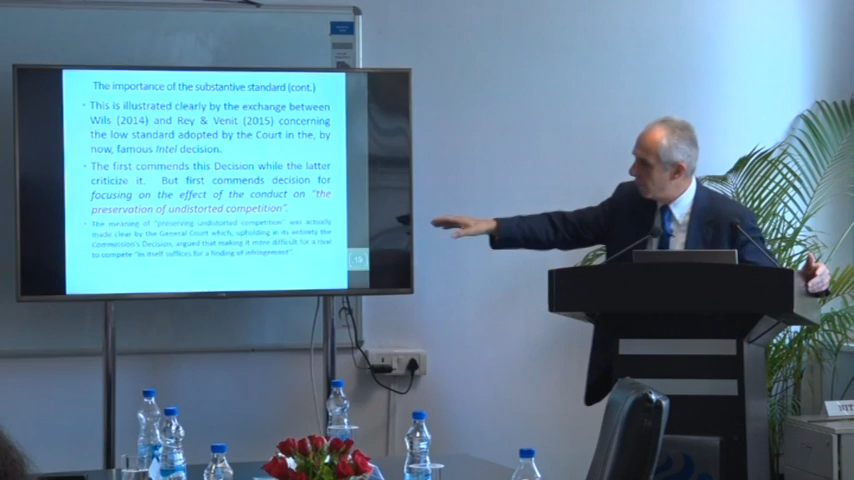 The importance of the substantive standard (cont.)
• This is illustrated clearly by the exchange between
Wils (2014) and Rey & Venit (2015) concerning
the low standard adopted by the Court in the, by
now, famous Intel decision.
• The first commends this Decision while the latter
criticize it. But first commends decision for
focusing on the effect of the conduct on "the
preservation of undistorted competition".
• The meaning of "preserving undistorted competition" was actually
made clear by the General Court which, upholding in its entirety the
Commission's Decision, argued that making it more difficult for a rival
to compete "in itself suffices for a finding of infringement".
19